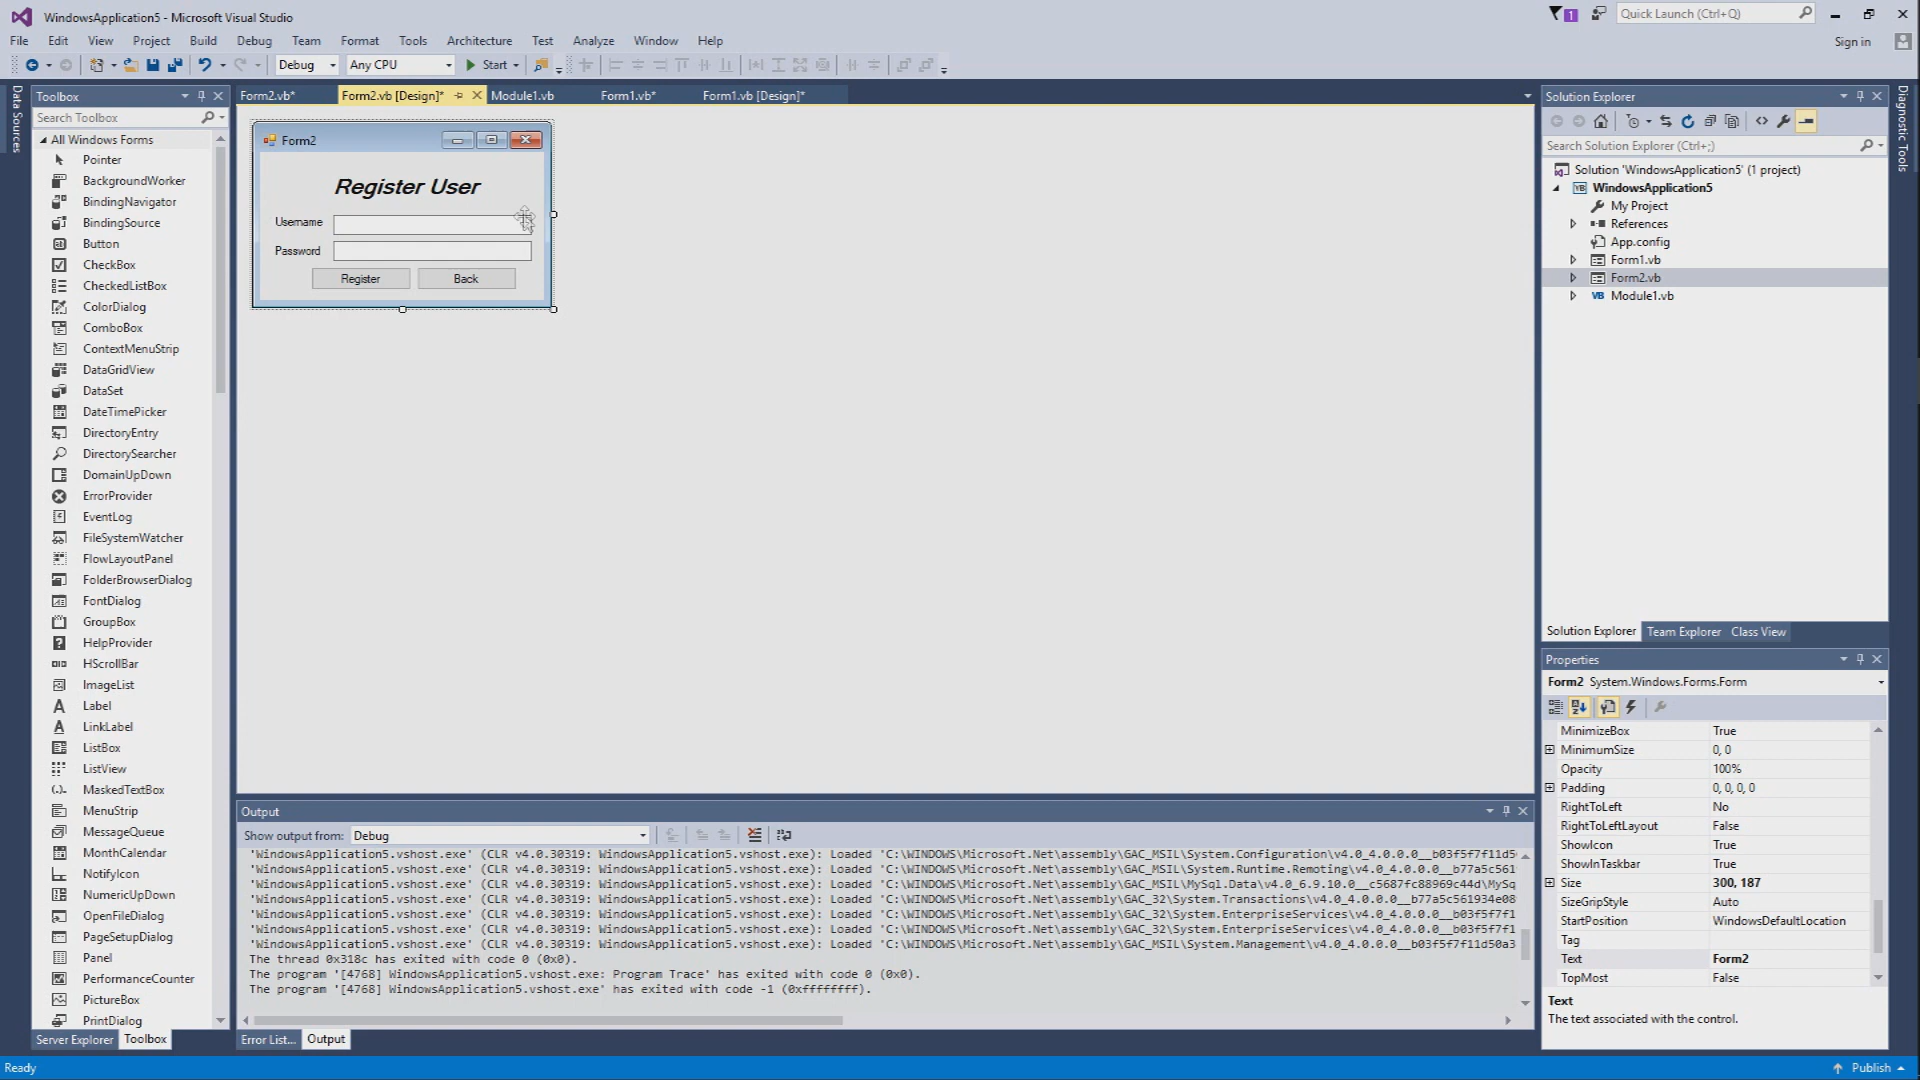 WindowsApplication5 - Microsoft Visual Studio
1
Quick Launch (Ctrl+Q)
File Edit View Project Build Debug Team Format Tools Architecture Test Analyze Window Help
Sign in
Debug Any CPU Start
Data Sources
Toolbox
Search Toolbox
All Windows Forms
Pointer
BackgroundWorker
BindingNavigator
BindingSource
Button
CheckBox
CheckedListBox
ColorDialog
ComboBox
ContextMenuStrip
DataGridView
DataSet
DateTimePicker
DirectoryEntry
DirectorySearcher
DomainUpDown
ErrorProvider
EventLog
FileSystemWatcher
FlowLayoutPanel
FolderBrowserDialog
FontDialog
GroupBox
HelpProvider
HScrollBar
ImageList
Label
LinkLabel
ListBox
ListView
MaskedTextBox
MenuStrip
MessageQueue
MonthCalendar
NotifyIcon
NumericUpDown
OpenFileDialog
PageSetupDialog
Panel
PerformanceCounter
PictureBox
PrintDialog
Server Explorer Toolbox
Form2.vb* Form2.vb [Design]* Module1.vb Form1.vb* Form1.vb [Design]*
Form2
Register User
Username
Password
Register Back
Output
Show output from: Debug
'WindowsApplication5.vshost.exe' (CLR v4.0.30319: WindowsApplication5.vshost.exe): Loaded 'C:\WINDOWS\Microsoft.Net\assembly\GAC_MSIL\System.Configuration\v4.0_4.0.0.0__b03f5f7f11d5
'WindowsApplication5.vshost.exe' (CLR v4.0.30319: WindowsApplication5.vshost.exe): Loaded 'C:\WINDOWS\Microsoft.Net\assembly\GAC_MSIL\System.Runtime.Remoting\v4.0_4.0.0.0__b77a5c561
'WindowsApplication5.vshost.exe' (CLR v4.0.30319: WindowsApplication5.vshost.exe): Loaded 'C:\WINDOWS\Microsoft.Net\assembly\GAC_MSIL\MySql.Data\v4.0_6.9.10.0__c5687fc88969c44d\MySq
'WindowsApplication5.vshost.exe' (CLR v4.0.30319: WindowsApplication5.vshost.exe): Loaded 'C:\WINDOWS\Microsoft.Net\assembly\GAC_32\System.Transactions\v4.0_4.0.0.0__b77a5c561934e08
'WindowsApplication5.vshost.exe' (CLR v4.0.30319: WindowsApplication5.vshost.exe): Loaded 'C:\WINDOWS\Microsoft.Net\assembly\GAC_32\System.EnterpriseServices\v4.0_4.0.0.0__b03f5f7f1
'WindowsApplication5.vshost.exe' (CLR v4.0.30319: WindowsApplication5.vshost.exe): Loaded 'C:\WINDOWS\Microsoft.Net\assembly\GAC_32\System.EnterpriseServices\v4.0_4.0.0.0__b03f5f7f1
'WindowsApplication5.vshost.exe' (CLR v4.0.30319: WindowsApplication5.vshost.exe): Loaded 'C:\WINDOWS\Microsoft.Net\assembly\GAC_MSIL\System.Management\v4.0_4.0.0.0__b03f5f7f11d50a3
The thread 0x318c has exited with code 0 (0x0).
The program '[4768] WindowsApplication5.vshost.exe: Program Trace' has exited with code 0 (0x0).
The program '[4768] WindowsApplication5.vshost.exe' has exited with code -1 (0xffffffff).
Error List... Output
Solution Explorer
Search Solution Explorer (Ctrl+;)
Solution 'WindowsApplication5' (1 project)
WindowsApplication5
My Project
References
App.config
Form1.vb
Form2.vb
Module1.vb
Solution Explorer Team Explorer Class View
Properties
Form2 System.Windows.Forms.Form
MinimizeBox True
MinimumSize 0, 0
Opacity 100%
Padding 0, 0, 0, 0
RightToLeft No
RightToLeftLayout False
ShowIcon True
ShowInTaskbar True
Size 300, 187
SizeGripStyle Auto
StartPosition WindowsDefaultLocation
Tag
Text Form2
TopMost False
Text
The text associated with the control.
Diagnostic Tools
Ready
Publish